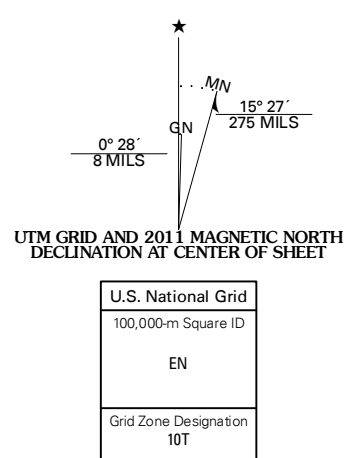 MN
GN
15° 27´
275 MILS
0° 28´
8 MILS
UTM GRID AND 2011 MAGNETIC NORTH
DECLINATION AT CENTER OF SHEET
U.S. National Grid
100,000-m Square ID
EN
Grid Zone Designation
10T